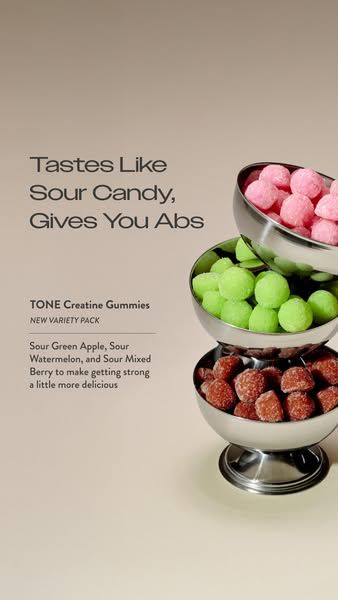 Tastes Like
Sour Candy,
Gives You Abs
TONE Creatine Gummies
NEW VARIETY PACK
Sour Green Apple, Sour
Watermelon, and Sour Mixed
Berry to make getting strong
a little more delicious